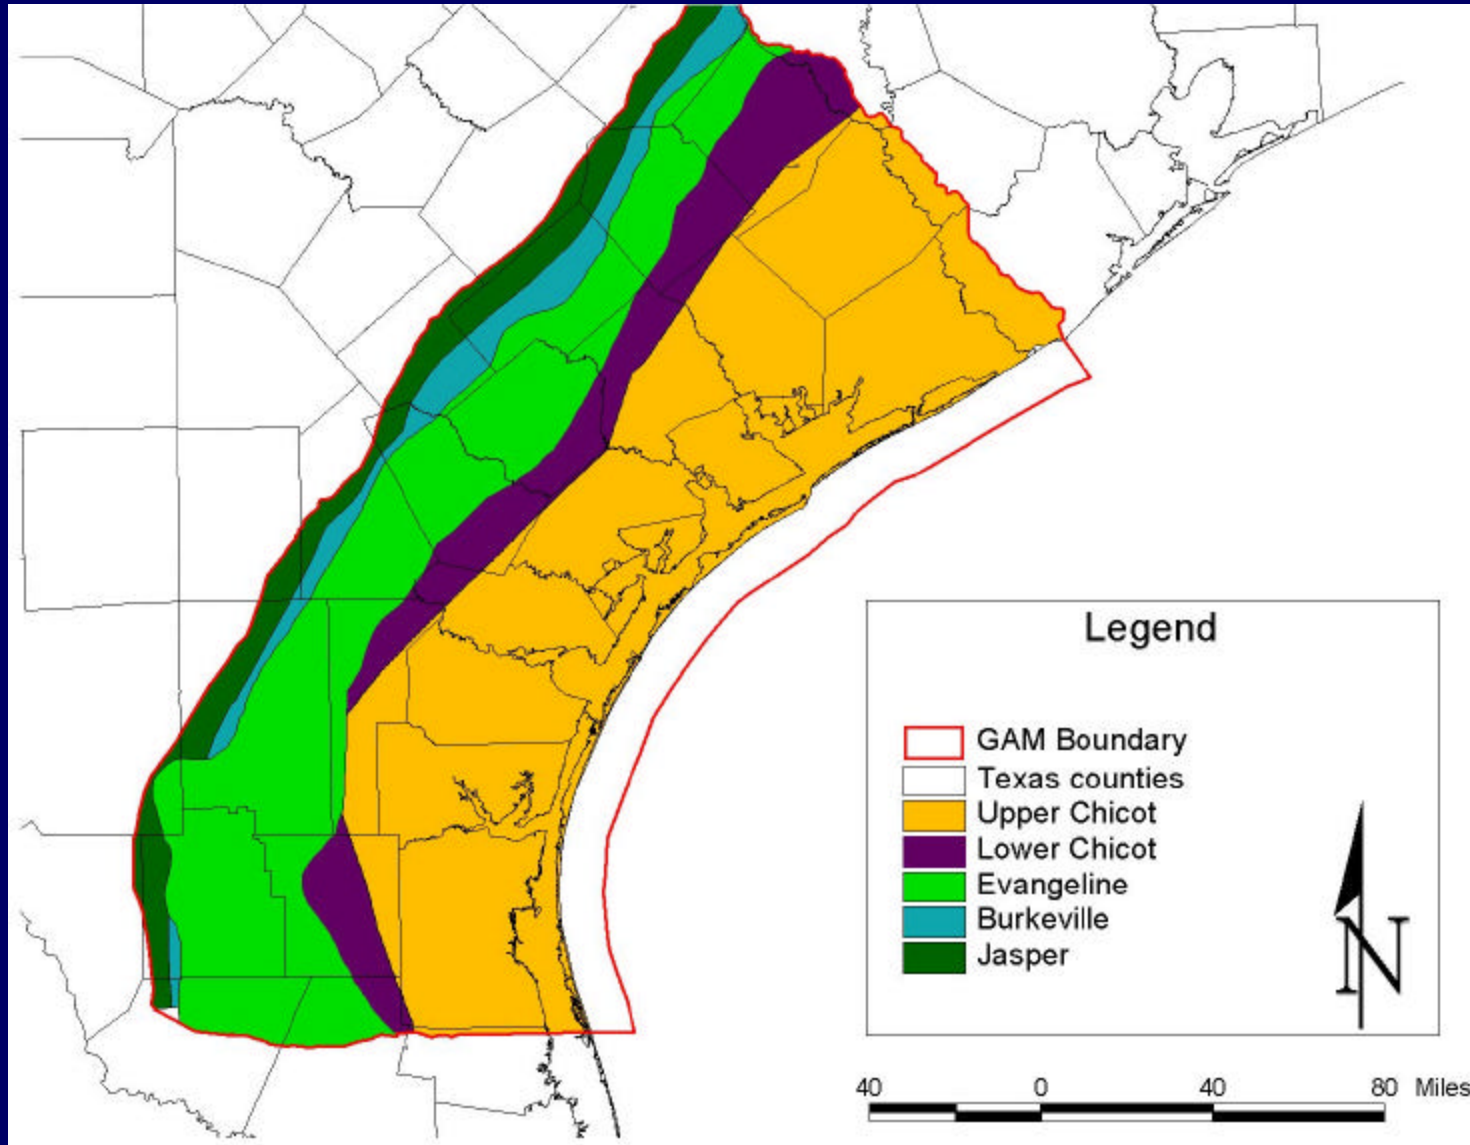 Legend
GAM Boundary
Texas counties
Upper Chicot
Lower Chicot
Evangeline
Burkeville
Jasper
N
40 0 40 80 Miles